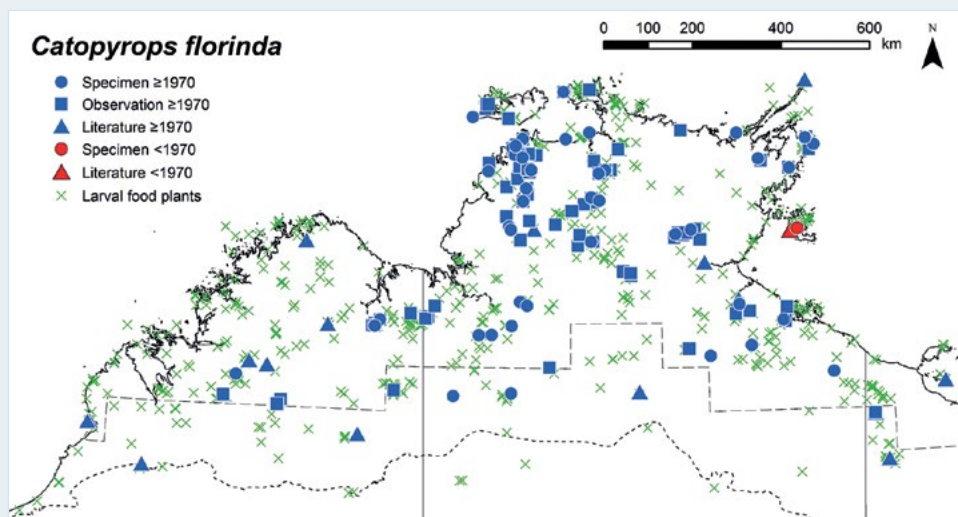 0 200 400 600
km
N
Catopyrops florinda
Specimen ≥1970
Observation ≥1970
Literature ≥1970
Specimen <1970
Literature <1970
Larval food plants